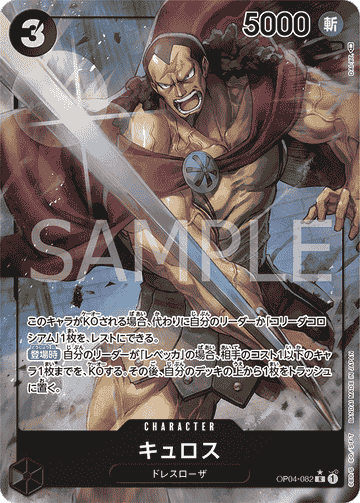 3
5000 斬
SAMPLE
このキャラがKOされる場合、代わりに自分のリーダーか「コリーダコロ
シアム」1枚を、レストにできる。
登場時 自分のリーダーが「レベッカ」の場合、相手のコスト1以下のキャ
ラ1枚までを、KOする。その後、自分のデッキの上から1枚をトラッシュ
に置く。
CHARACTER
キュロス
ドレスローザ
OP04-082 R 1